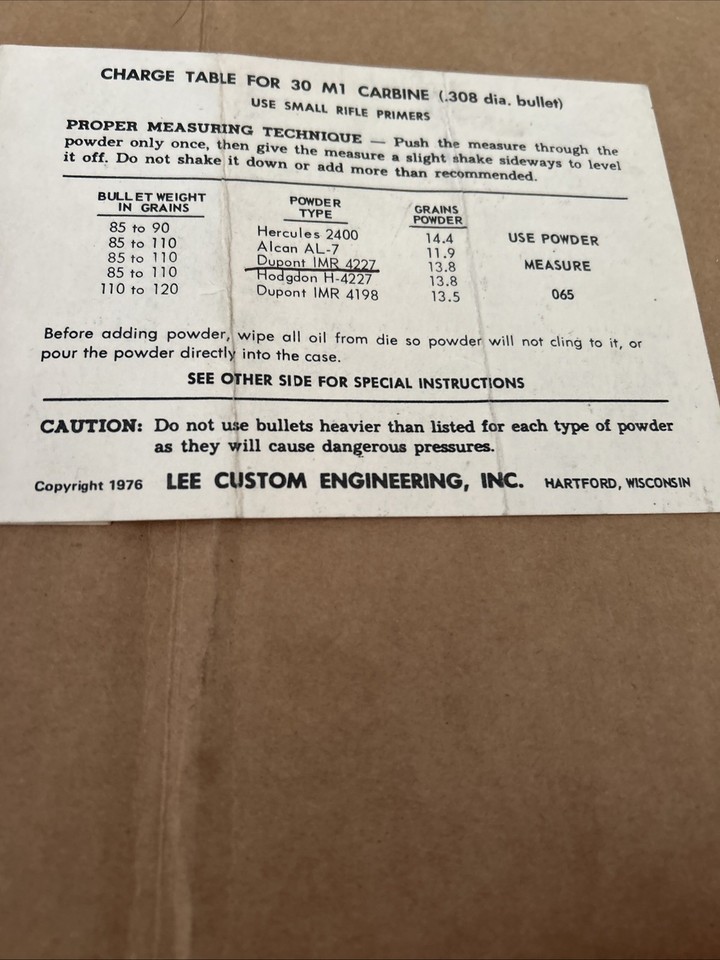 CHARGE TABLE FOR 30 M1 CARBINE (.308 dia. bullet)
USE SMALL RIFLE PRIMERS
PROPER MEASURING TECHNIQUE — Push the measure through the
powder only once, then give the measure a slight shake sideways to level
it off. Do not shake it down or add more than recommended.
BULLET WEIGHT IN GRAINS POWDER TYPE GRAINS POWDER
85 to 90 Hercules 2400 14.4 USE POWDER
85 to 110 Alcan AL-7 11.9
85 to 110 Dupont IMR 4227 13.8 MEASURE
85 to 110 Hodgdon H-4227 13.8
110 to 120 Dupont IMR 4198 13.5 065
Before adding powder, wipe all oil from die so powder will not cling to it, or
pour the powder directly into the case.
SEE OTHER SIDE FOR SPECIAL INSTRUCTIONS
CAUTION: Do not use bullets heavier than listed for each type of powder
as they will cause dangerous pressures.
Copyright 1976 LEE CUSTOM ENGINEERING, INC. HARTFORD, WISCONSIN